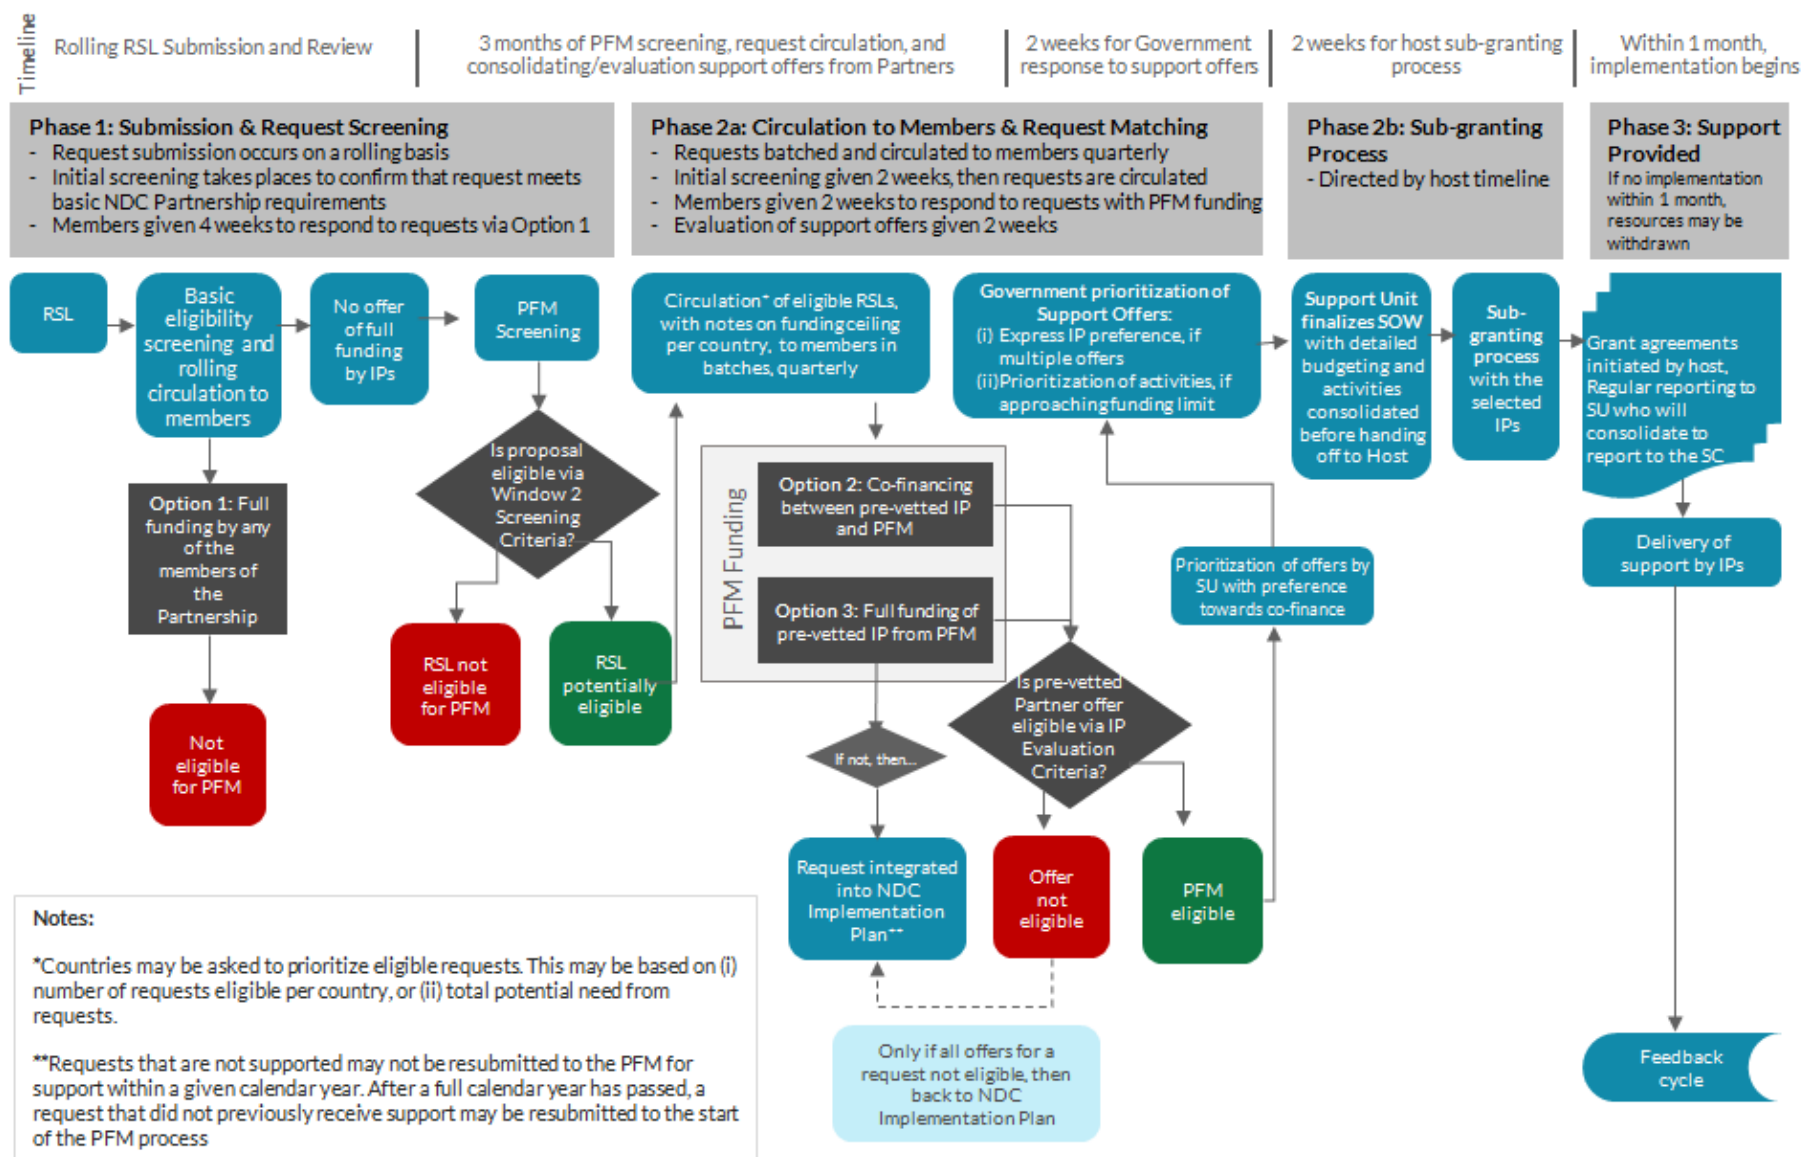 Timeline
Rolling RSL Submission and Review
3 months of PFM screening, request circulation, and
consolidating/evaluation support offers from Partners
2 weeks for Government
response to support offers
2 weeks for host sub-granting
process
Within 1 month,
implementation begins
Phase 1: Submission & Request Screening
- Request submission occurs on a rolling basis
- Initial screening takes places to confirm that request meets
basic NDC Partnership requirements
- Members given 4 weeks to respond to requests via Option 1
Phase 2a: Circulation to Members & Request Matching
- Requests batched and circulated to members quarterly
- Initial screening given 2 weeks, then requests are circulated
- Members given 2 weeks to respond to requests with PFM funding
- Evaluation of support offers given 2 weeks
Phase 2b: Sub-granting
Process
- Directed by host timeline
Phase 3: Support
Provided
If no implementation
within 1 month,
resources may be
withdrawn
RSL
Basic
eligibility
screening and
rolling
circulation to
members
No offer
of full
funding
by IPs
PFM
Screening
Circulation* of eligible RSLs,
with notes on funding ceiling
per country, to members in
batches, quarterly
Government prioritization of
Support Offers:
(i) Express IP preference, if
multiple offers
(ii)Prioritization of activities, if
approaching funding limit
Support Unit
finalizes SOW
with detailed
budgeting and
activities
consolidated
before handing
off to Host
Sub-
granting
process
with the
selected
IPs
Grant agreements
initiated by host,
Regular reporting to
SU who will
consolidate to
report to the SC
Option 1: Full
funding by any
of the
members of
the
Partnership
Not
eligible
for PFM
Is proposal
eligible via
Window 2
Screening
Criteria?
RSL not
eligible
for PFM
RSL
potentially
eligible
PFM Funding
Option 2: Co-financing
between pre-vetted IP
and PFM
Option 3: Full funding of
pre-vetted IP from PFM
If not, then...
Request integrated
into NDC
Implementation
Plan**
Is pre-vetted
Partner offer
eligible via IP
Evaluation
Criteria?
Offer
not
eligible
PFM
eligible
Prioritization of offers by
SU with preference
towards co-finance
Only if all offers for a
request not eligible, then
back to NDC
Implementation Plan
Delivery of
support by IPs
Feedback
cycle
Notes:
*Countries may be asked to prioritize eligible requests. This may be based on (i)
number of requests eligible per country, or (ii) total potential need from
requests.
**Requests that are not supported may not be resubmitted to the PFM for
support within a given calendar year. After a full calendar year has passed, a
request that did not previously receive support may be resubmitted to the start
of the PFM process